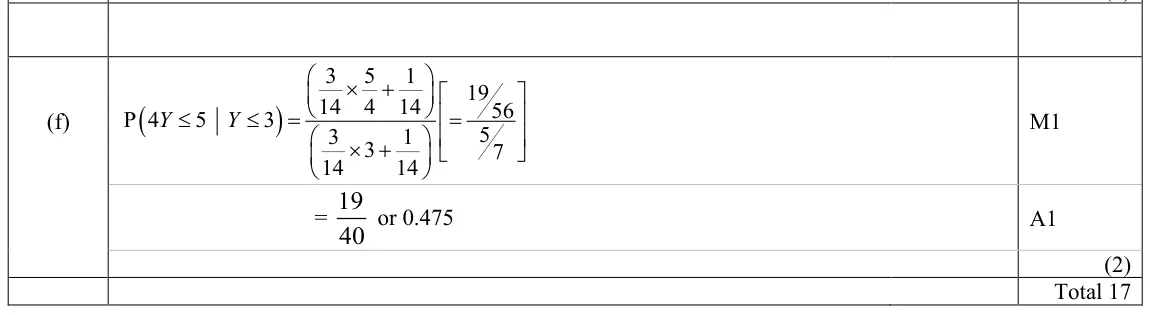 (f) P(4Y ≤ 5 | Y ≤ 3) = (3/14 × 5/4 + 1/14) / (3/14 × 3 + 1/14) [= (19/56) / (5/7)] M1
= 19/40 or 0.475 A1
(2)
Total 17